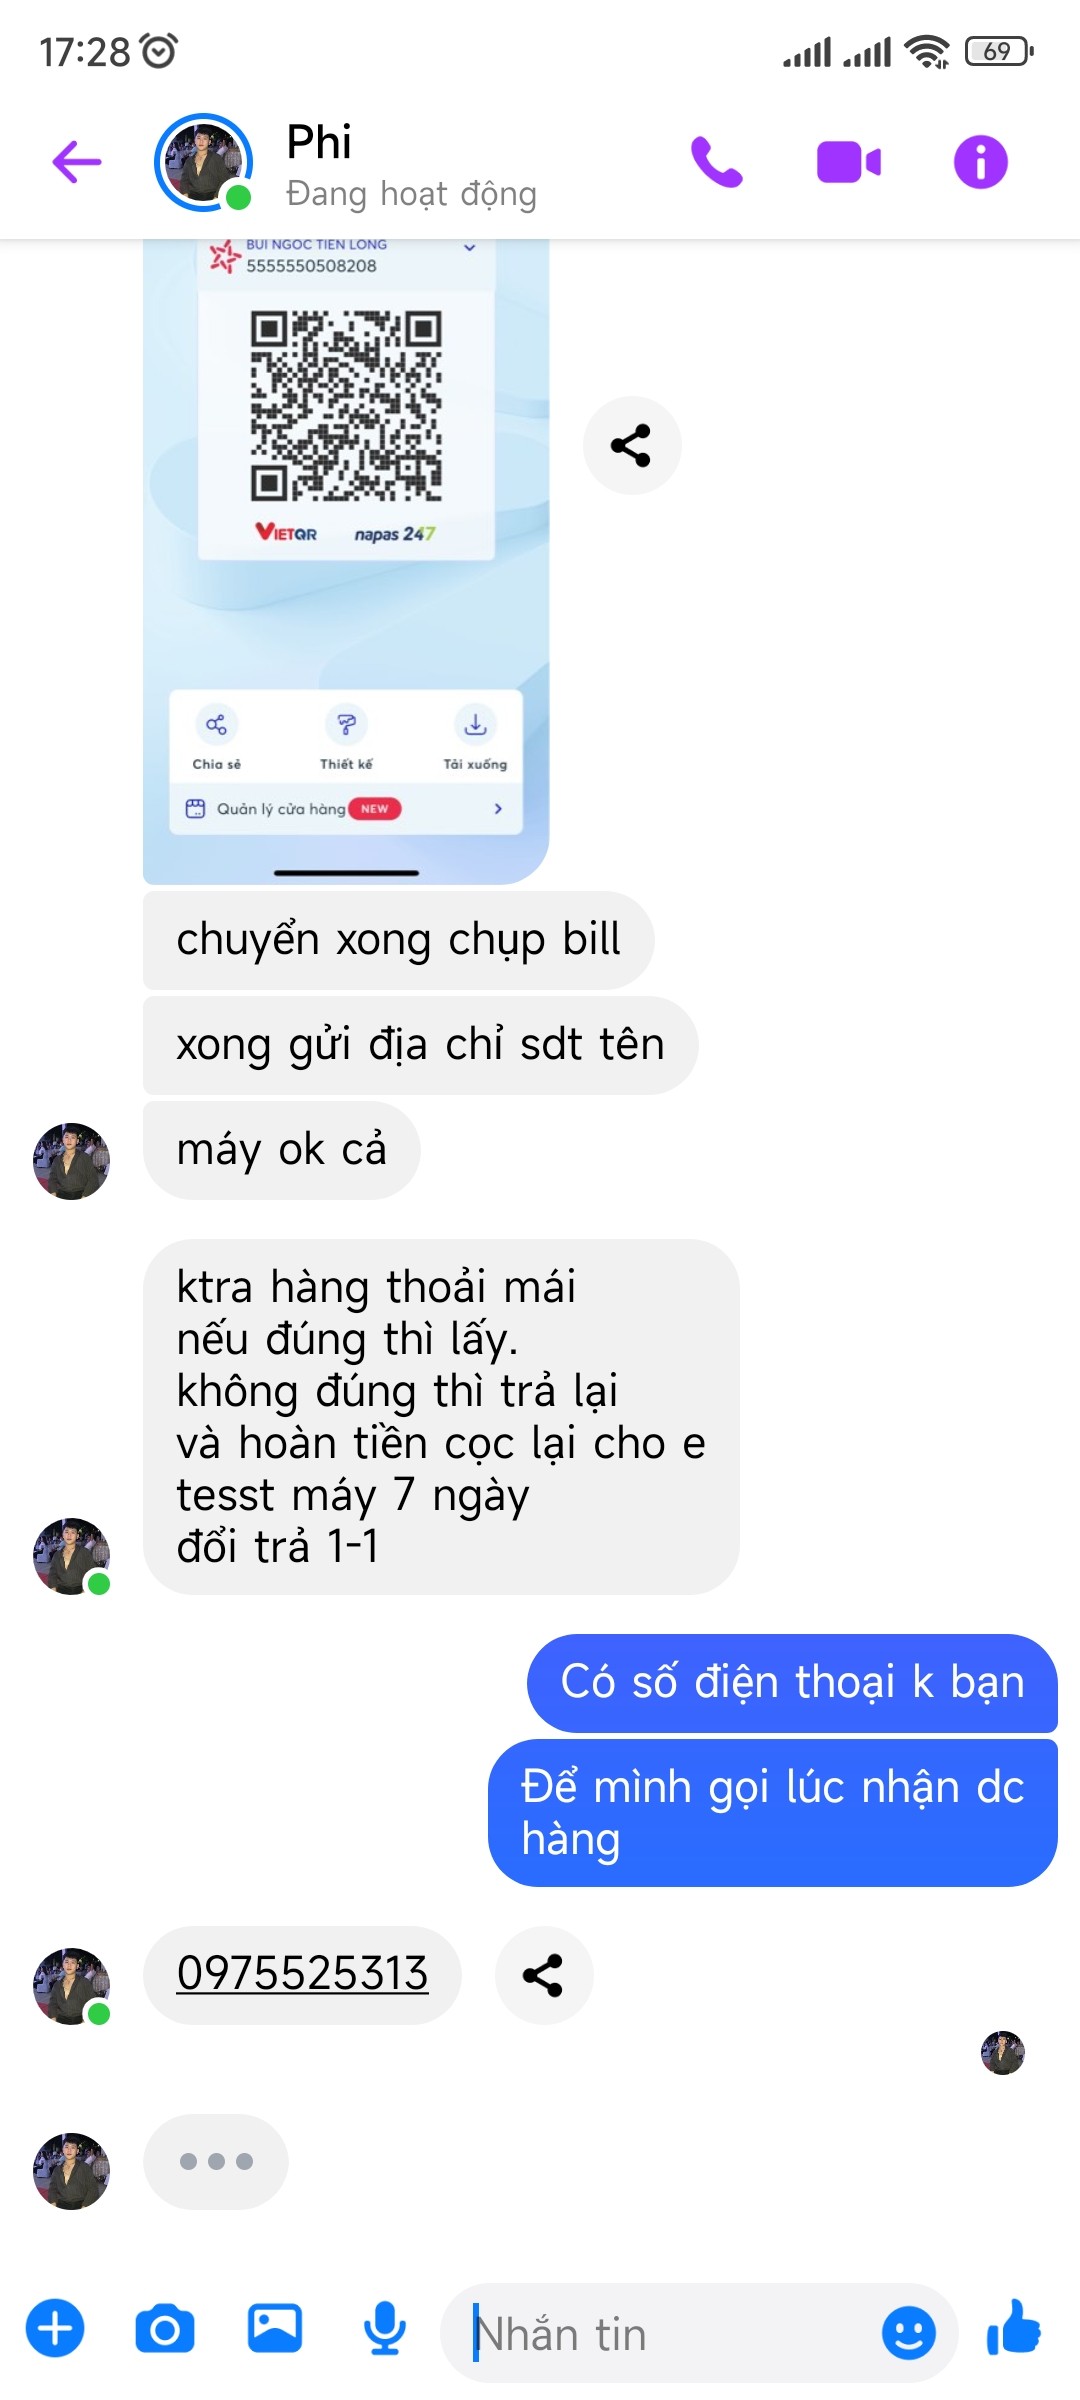 17:28
69
Phi
Đang hoạt động
BUI NGOC TIEN LONG
5555550508208
VIETQR napas 247
Chia sẻ Thiết kế Tải xuống
Quản lý cửa hàng NEW
chuyển xong chụp bill
xong gửi địa chỉ sdt tên
máy ok cả
ktra hàng thoải mái
nếu đúng thì lấy.
không đúng thì trả lại
và hoàn tiền cọc lại cho e
tesst máy 7 ngày
đổi trả 1-1
Có số điện thoại k bạn
Để mình gọi lúc nhận dc
hàng
0975525313
Nhắn tin